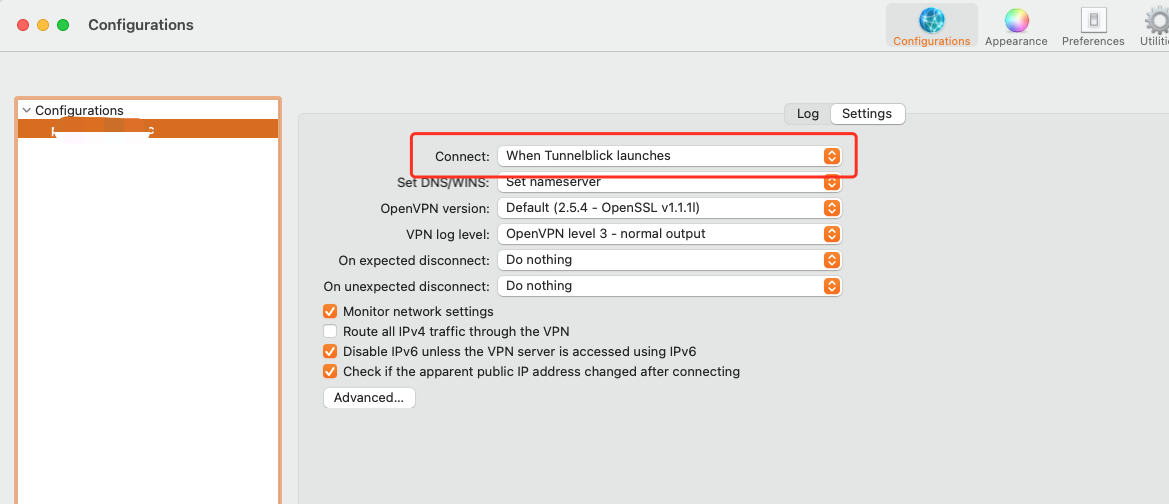 Configurations
Configurations
Appearance
Preferences
Configurations
Log
Settings
Connect:
When Tunnelblick launches
Set DNS/WINS:
Set nameserver
OpenVPN version:
Default (2.5.4 - OpenSSL v1.1.1l)
VPN log level:
OpenVPN level 3 - normal output
On expected disconnect:
Do nothing
On unexpected disconnect:
Do nothing
Monitor network settings
Route all IPv4 traffic through the VPN
Disable IPv6 unless the VPN server is accessed using IPv6
Check if the apparent public IP address changed after connecting
Advanced...